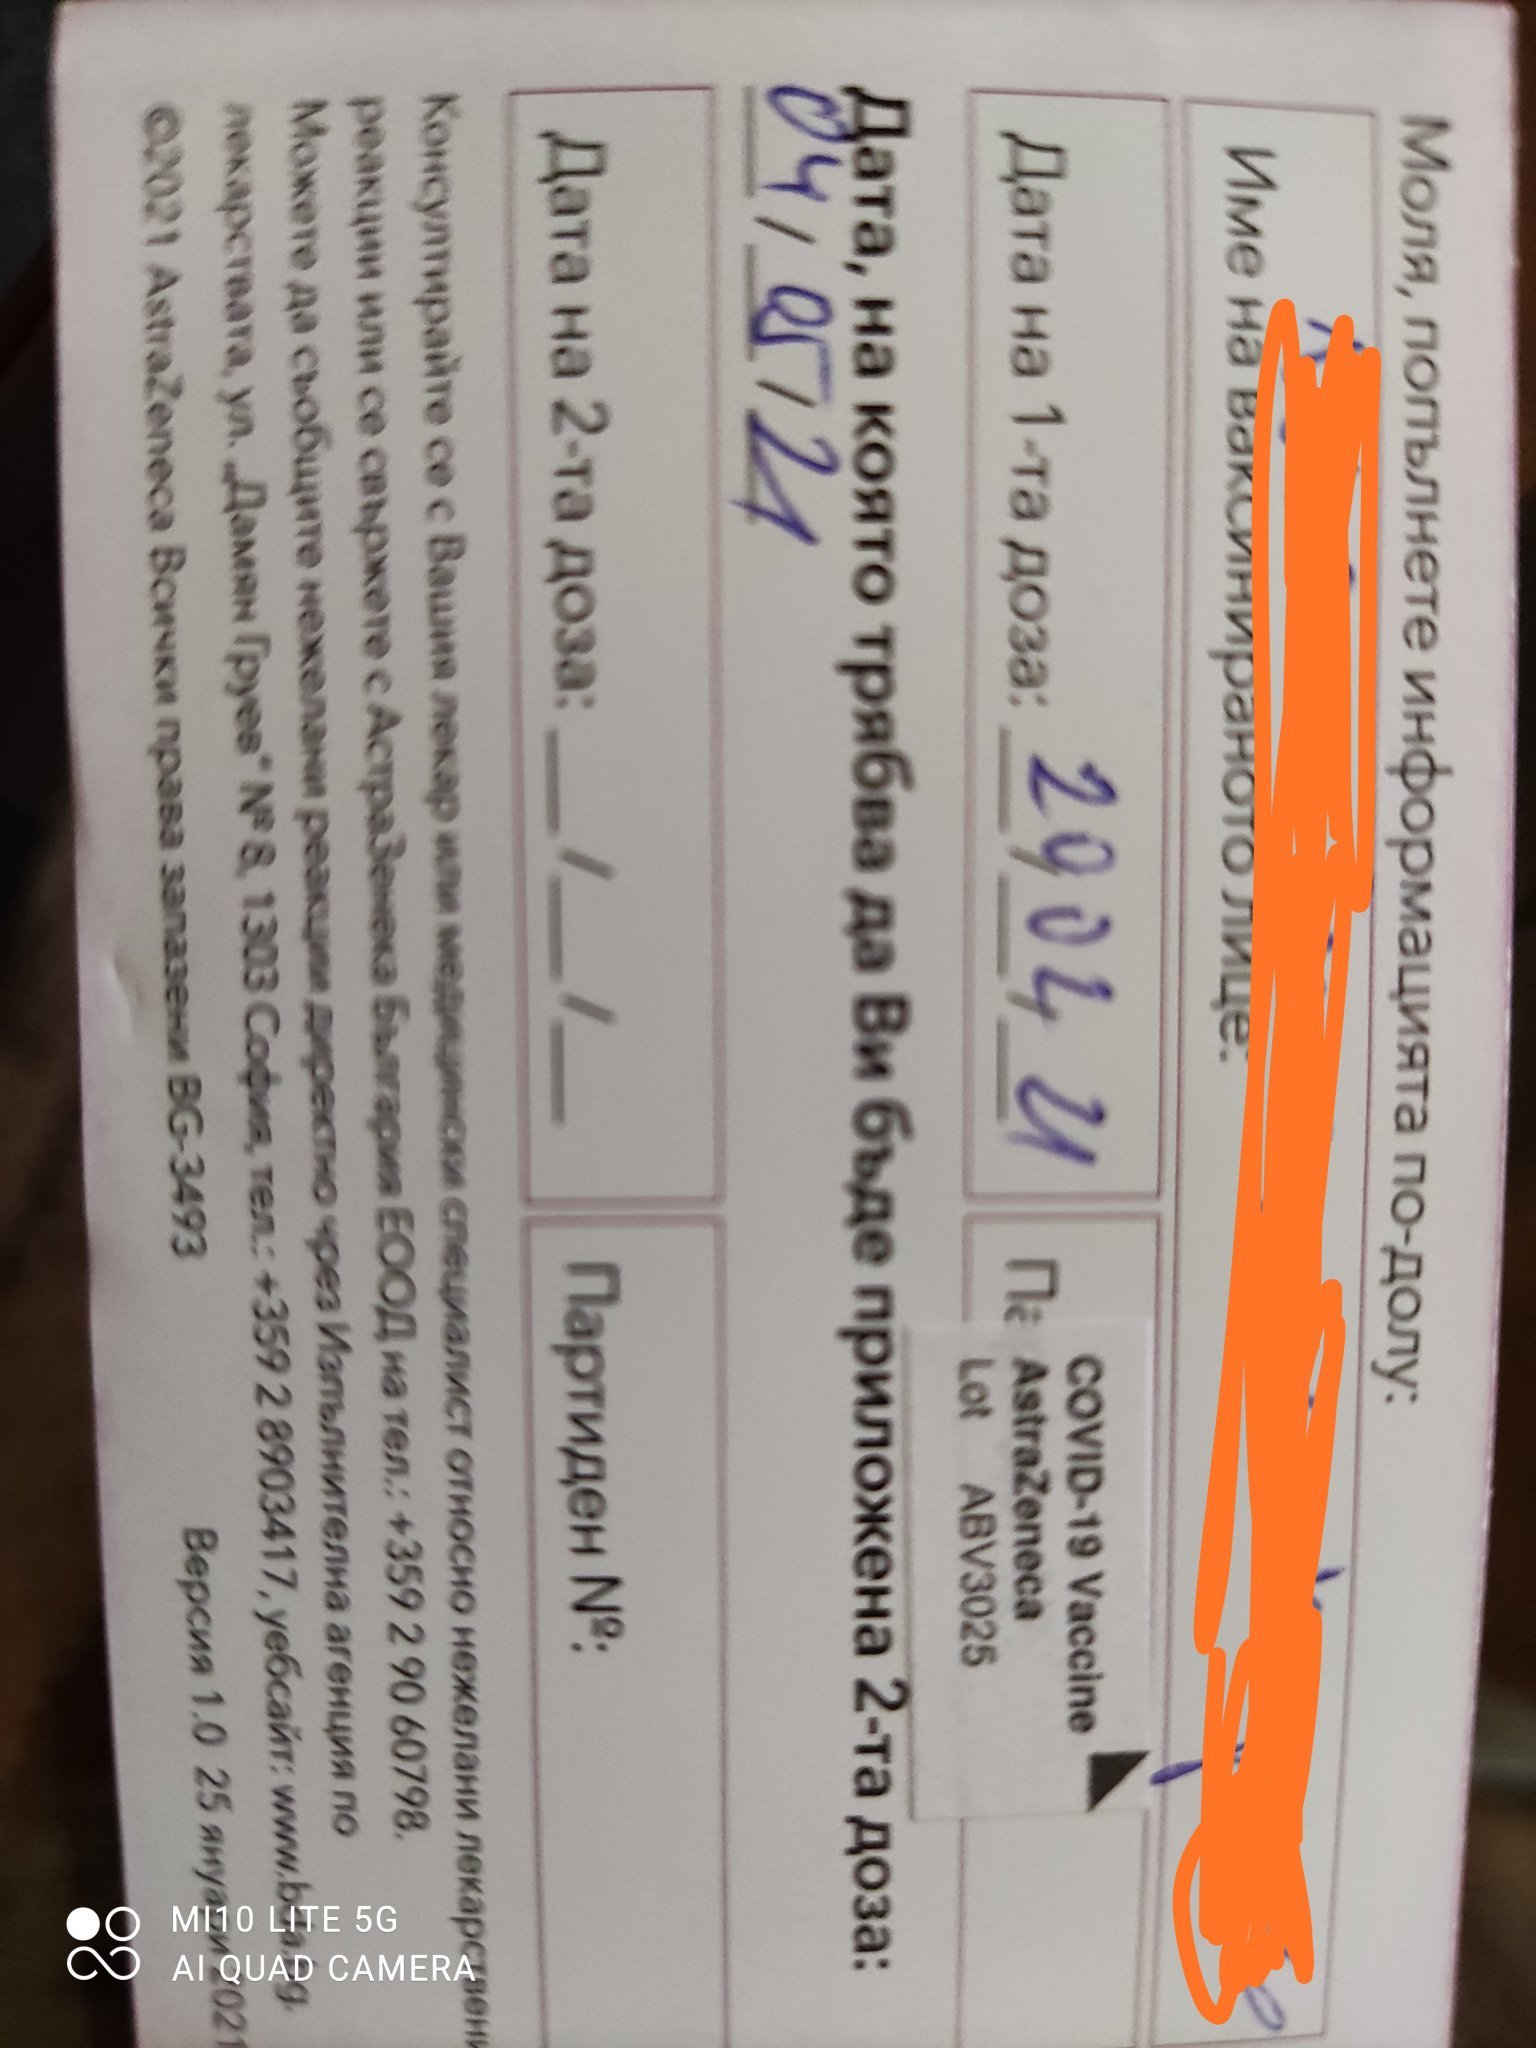 Моля, попълнете информацията по-долу:
Име на ваксинираното лице:
Дата на 1-та доза: 20/04/21
COVID-19 Vaccine
AstraZeneca
Lot ABV3025
Дата, на която трябва да Ви бъде приложена 2-та доза:
04/05/21
Дата на 2-та доза: __/__/__
Партиден №:
Консултирайте се с Вашия лекар или медицински специалист относно нежелани лекарствени
реакции или се свържете с АстраЗенека България ЕООД на тел.: +359 2 90 60798.
Можете да съобщите нежелани реакции директно чрез Изпълнителна агенция по
лекарствата, ул. „Дамян Груев" № 8, 1303 София, тел.: +359 2 8903417, уебсайт: www.bda.bg.
©2021 AstraZeneca Всички права запазени BG-3493
Версия 1.0 25 януари 2021
MI10 LITE 5G
AI QUAD CAMERA